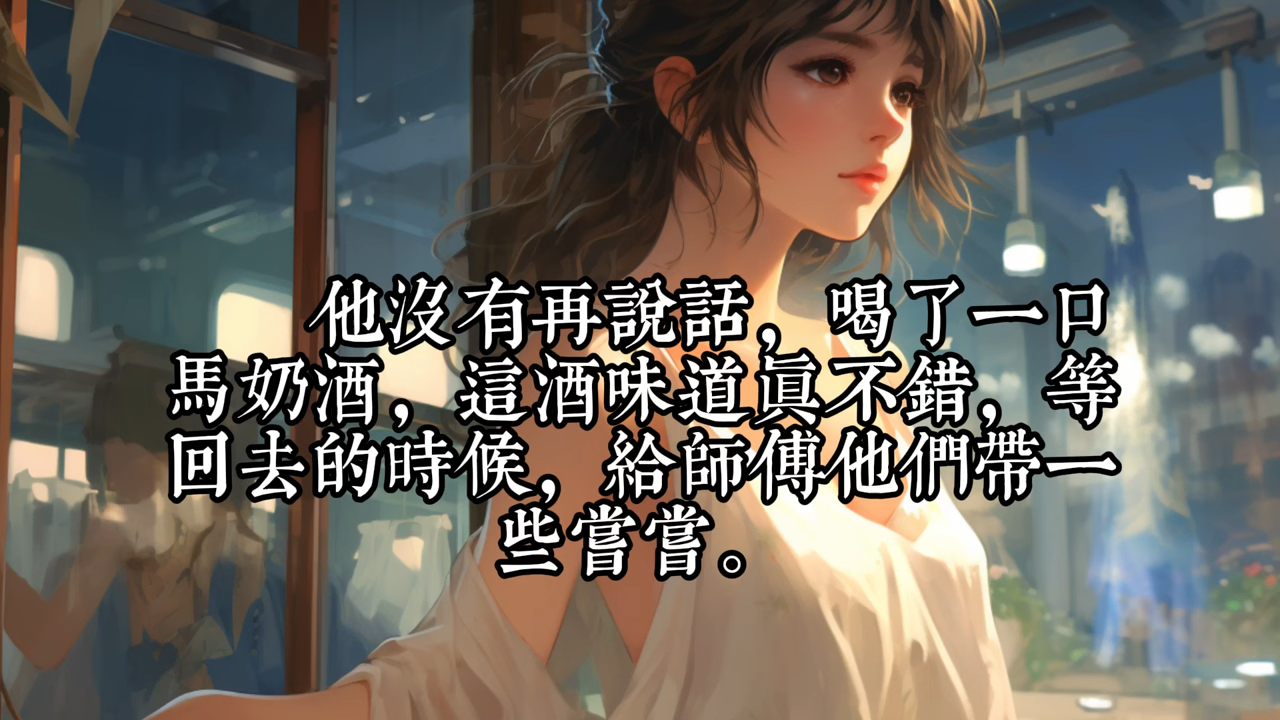 他沒有再說話，喝了一口
馬奶酒，這酒味道眞不錯，等
回去的時候，給師傅他們帶一
些嘗嘗。